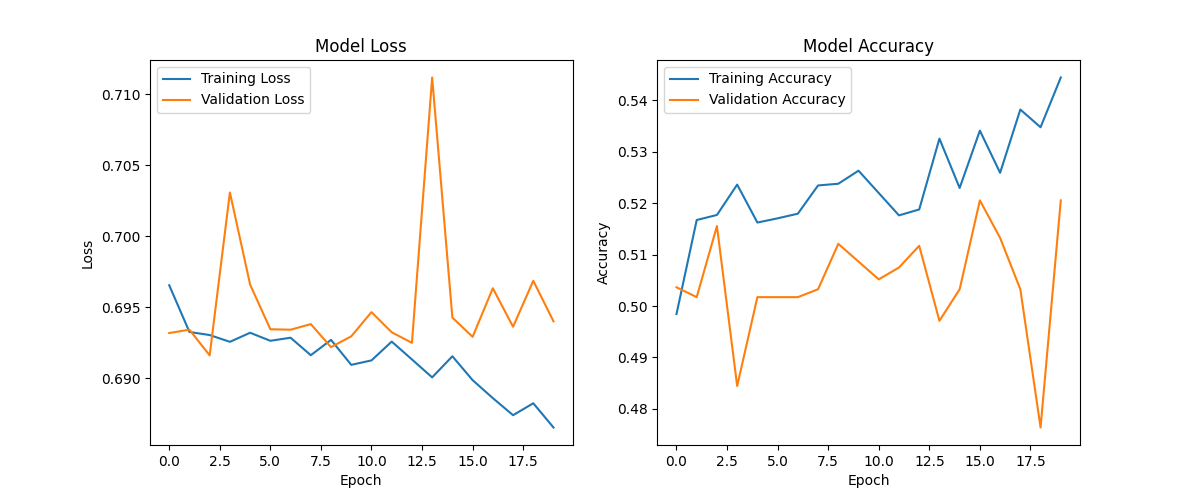 Model Loss
Training Loss
Validation Loss
0.710
0.705
0.700
0.695
0.690
Loss
0.0 2.5 5.0 7.5 10.0 12.5 15.0 17.5
Epoch
Model Accuracy
Training Accuracy
Validation Accuracy
0.54
0.53
0.52
0.51
0.50
0.49
0.48
Accuracy
0.0 2.5 5.0 7.5 10.0 12.5 15.0 17.5
Epoch